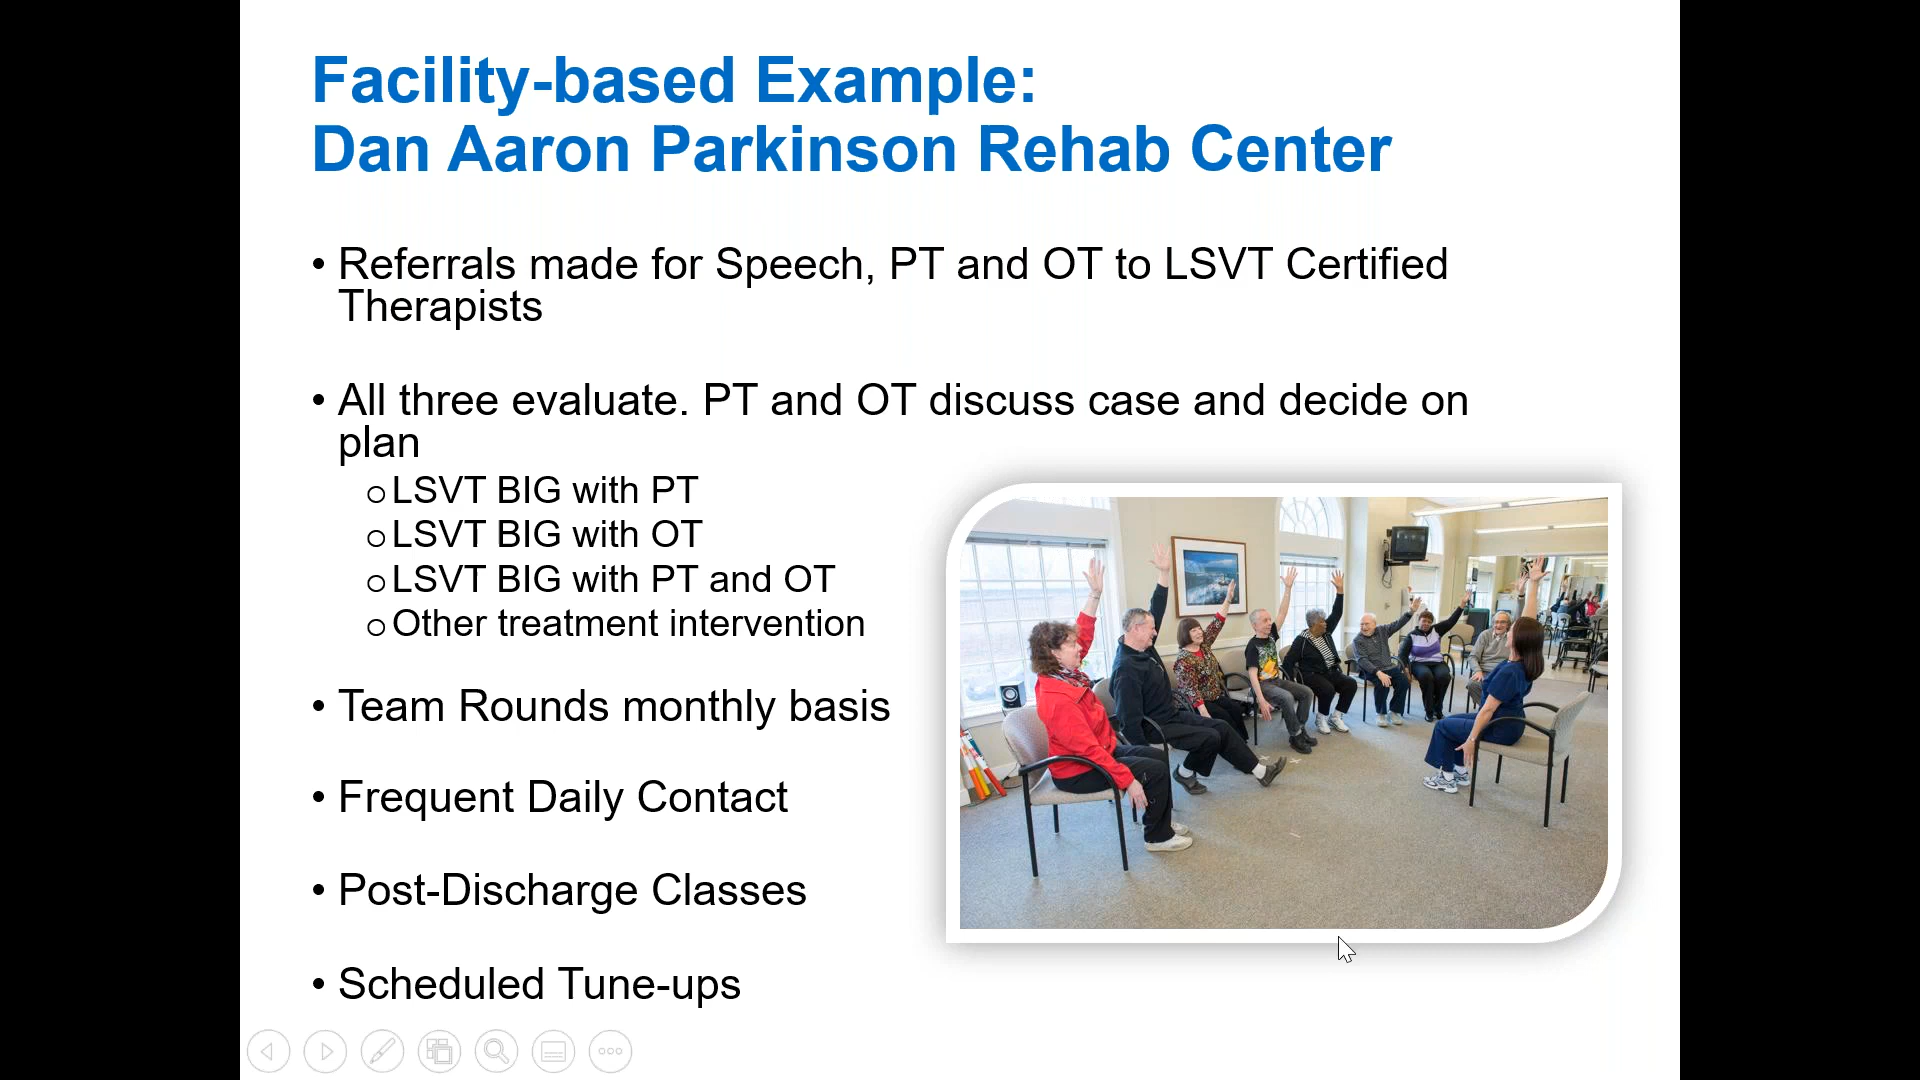 Facility-based Example:
Dan Aaron Parkinson Rehab Center
• Referrals made for Speech, PT and OT to LSVT Certified
Therapists
• All three evaluate. PT and OT discuss case and decide on
plan
o LSVT BIG with PT
o LSVT BIG with OT
o LSVT BIG with PT and OT
o Other treatment intervention
• Team Rounds monthly basis
• Frequent Daily Contact
• Post-Discharge Classes
• Scheduled Tune-ups